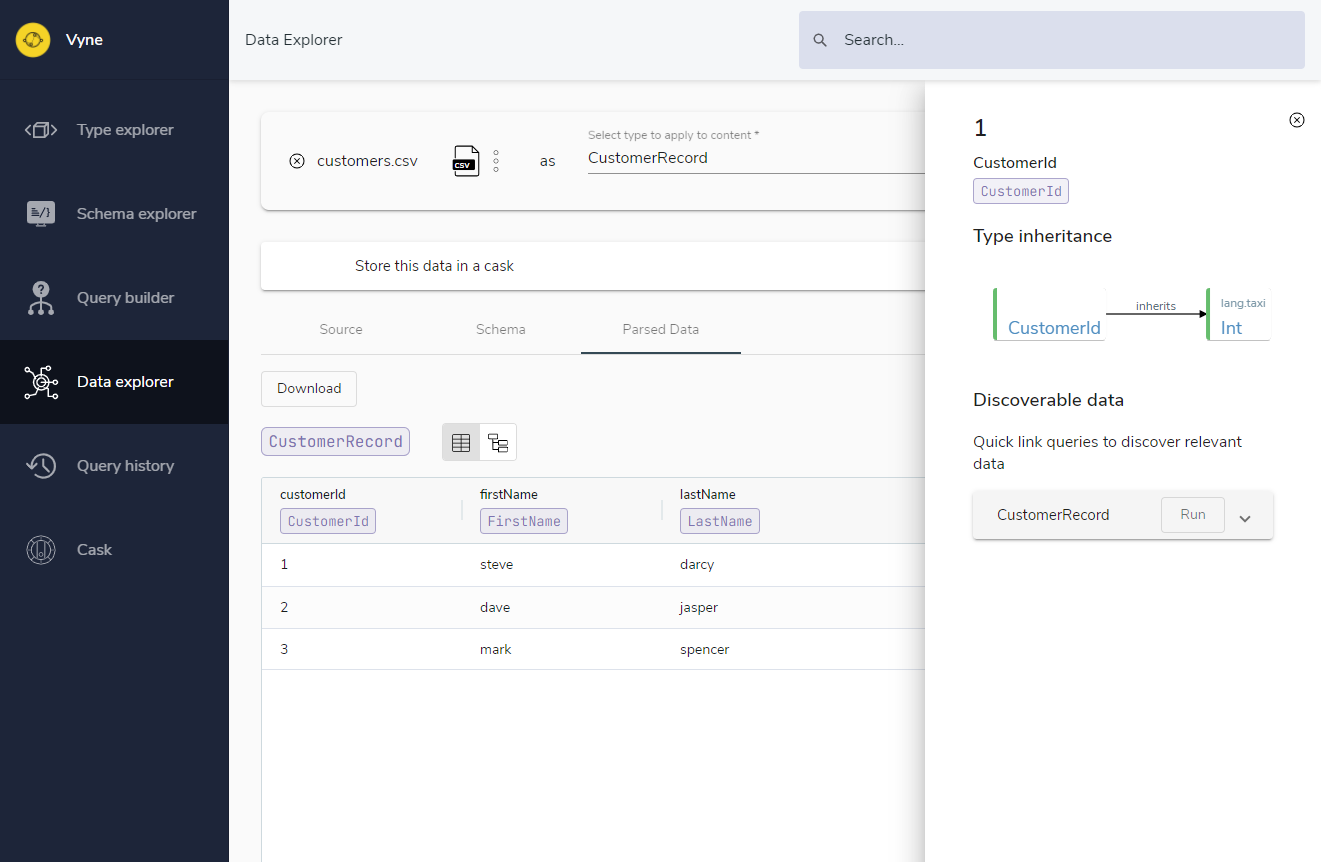 Vyne
Type explorer
Schema explorer
Query builder
Data explorer
Query history
Cask
Data Explorer
Search...
customers.csv
CSV
as
Select type to apply to content *
CustomerRecord
Store this data in a cask
Source
Schema
Parsed Data
Download
CustomerRecord
customerId
firstName
lastName
CustomerId
FirstName
LastName
1
steve
darcy
2
dave
jasper
3
mark
spencer
1
CustomerId
CustomerId
Type inheritance
CustomerId
inherits
lang.taxi
Int
Discoverable data
Quick link queries to discover relevant
data
CustomerRecord
Run